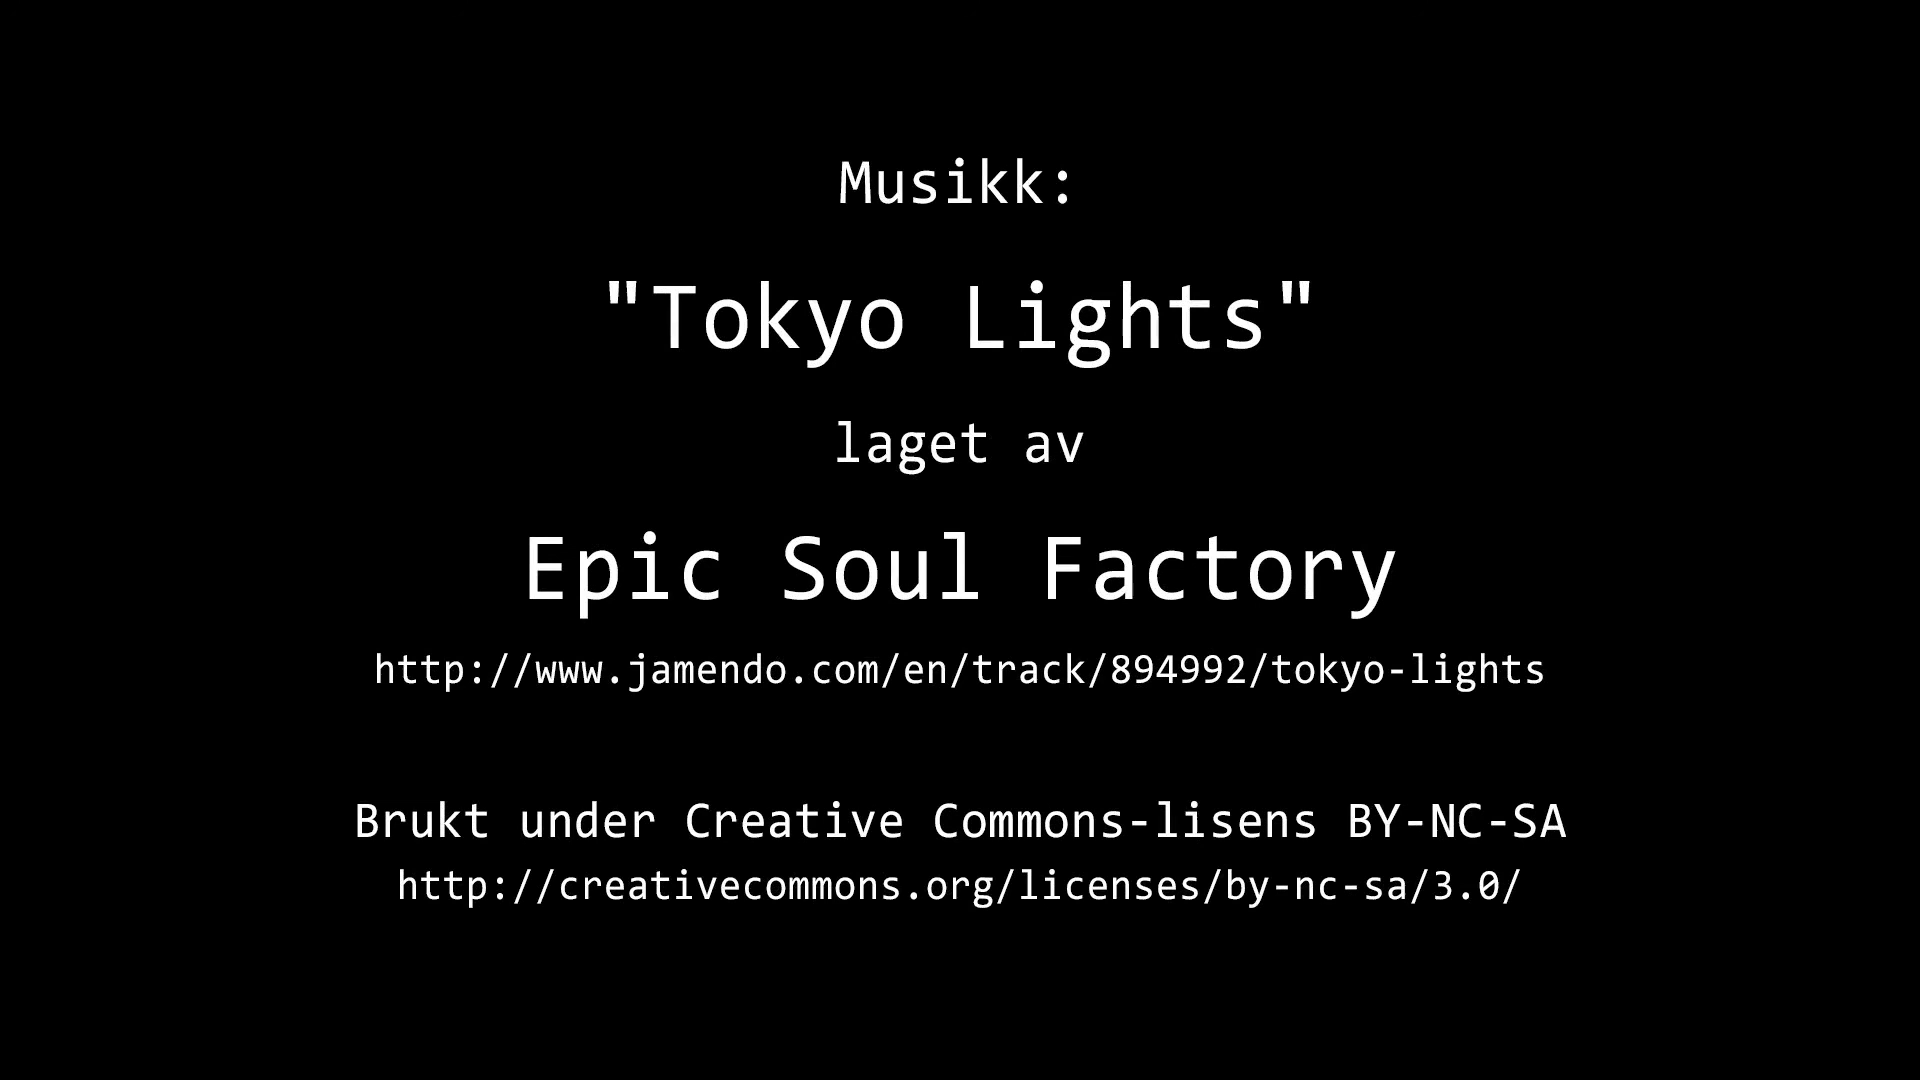 Musikk:
"Tokyo Lights"
laget av
Epic Soul Factory
http://www.jamendo.com/en/track/894992/tokyo-lights
Brukt under Creative Commons-lisens BY-NC-SA
http://creativecommons.org/licenses/by-nc-sa/3.0/